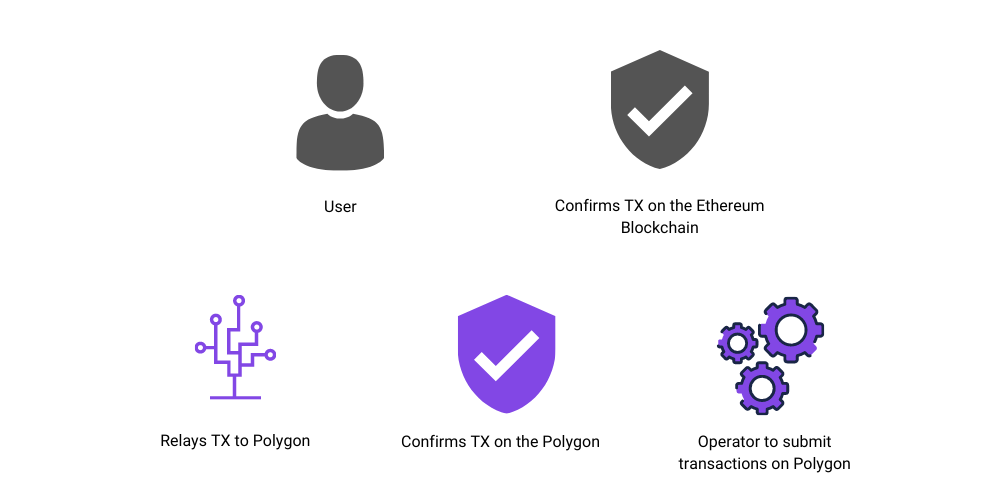 User
Confirms TX on the Ethereum
Blockchain
Relays TX to Polygon
Confirms TX on the Polygon
Operator to submit
transactions on Polygon